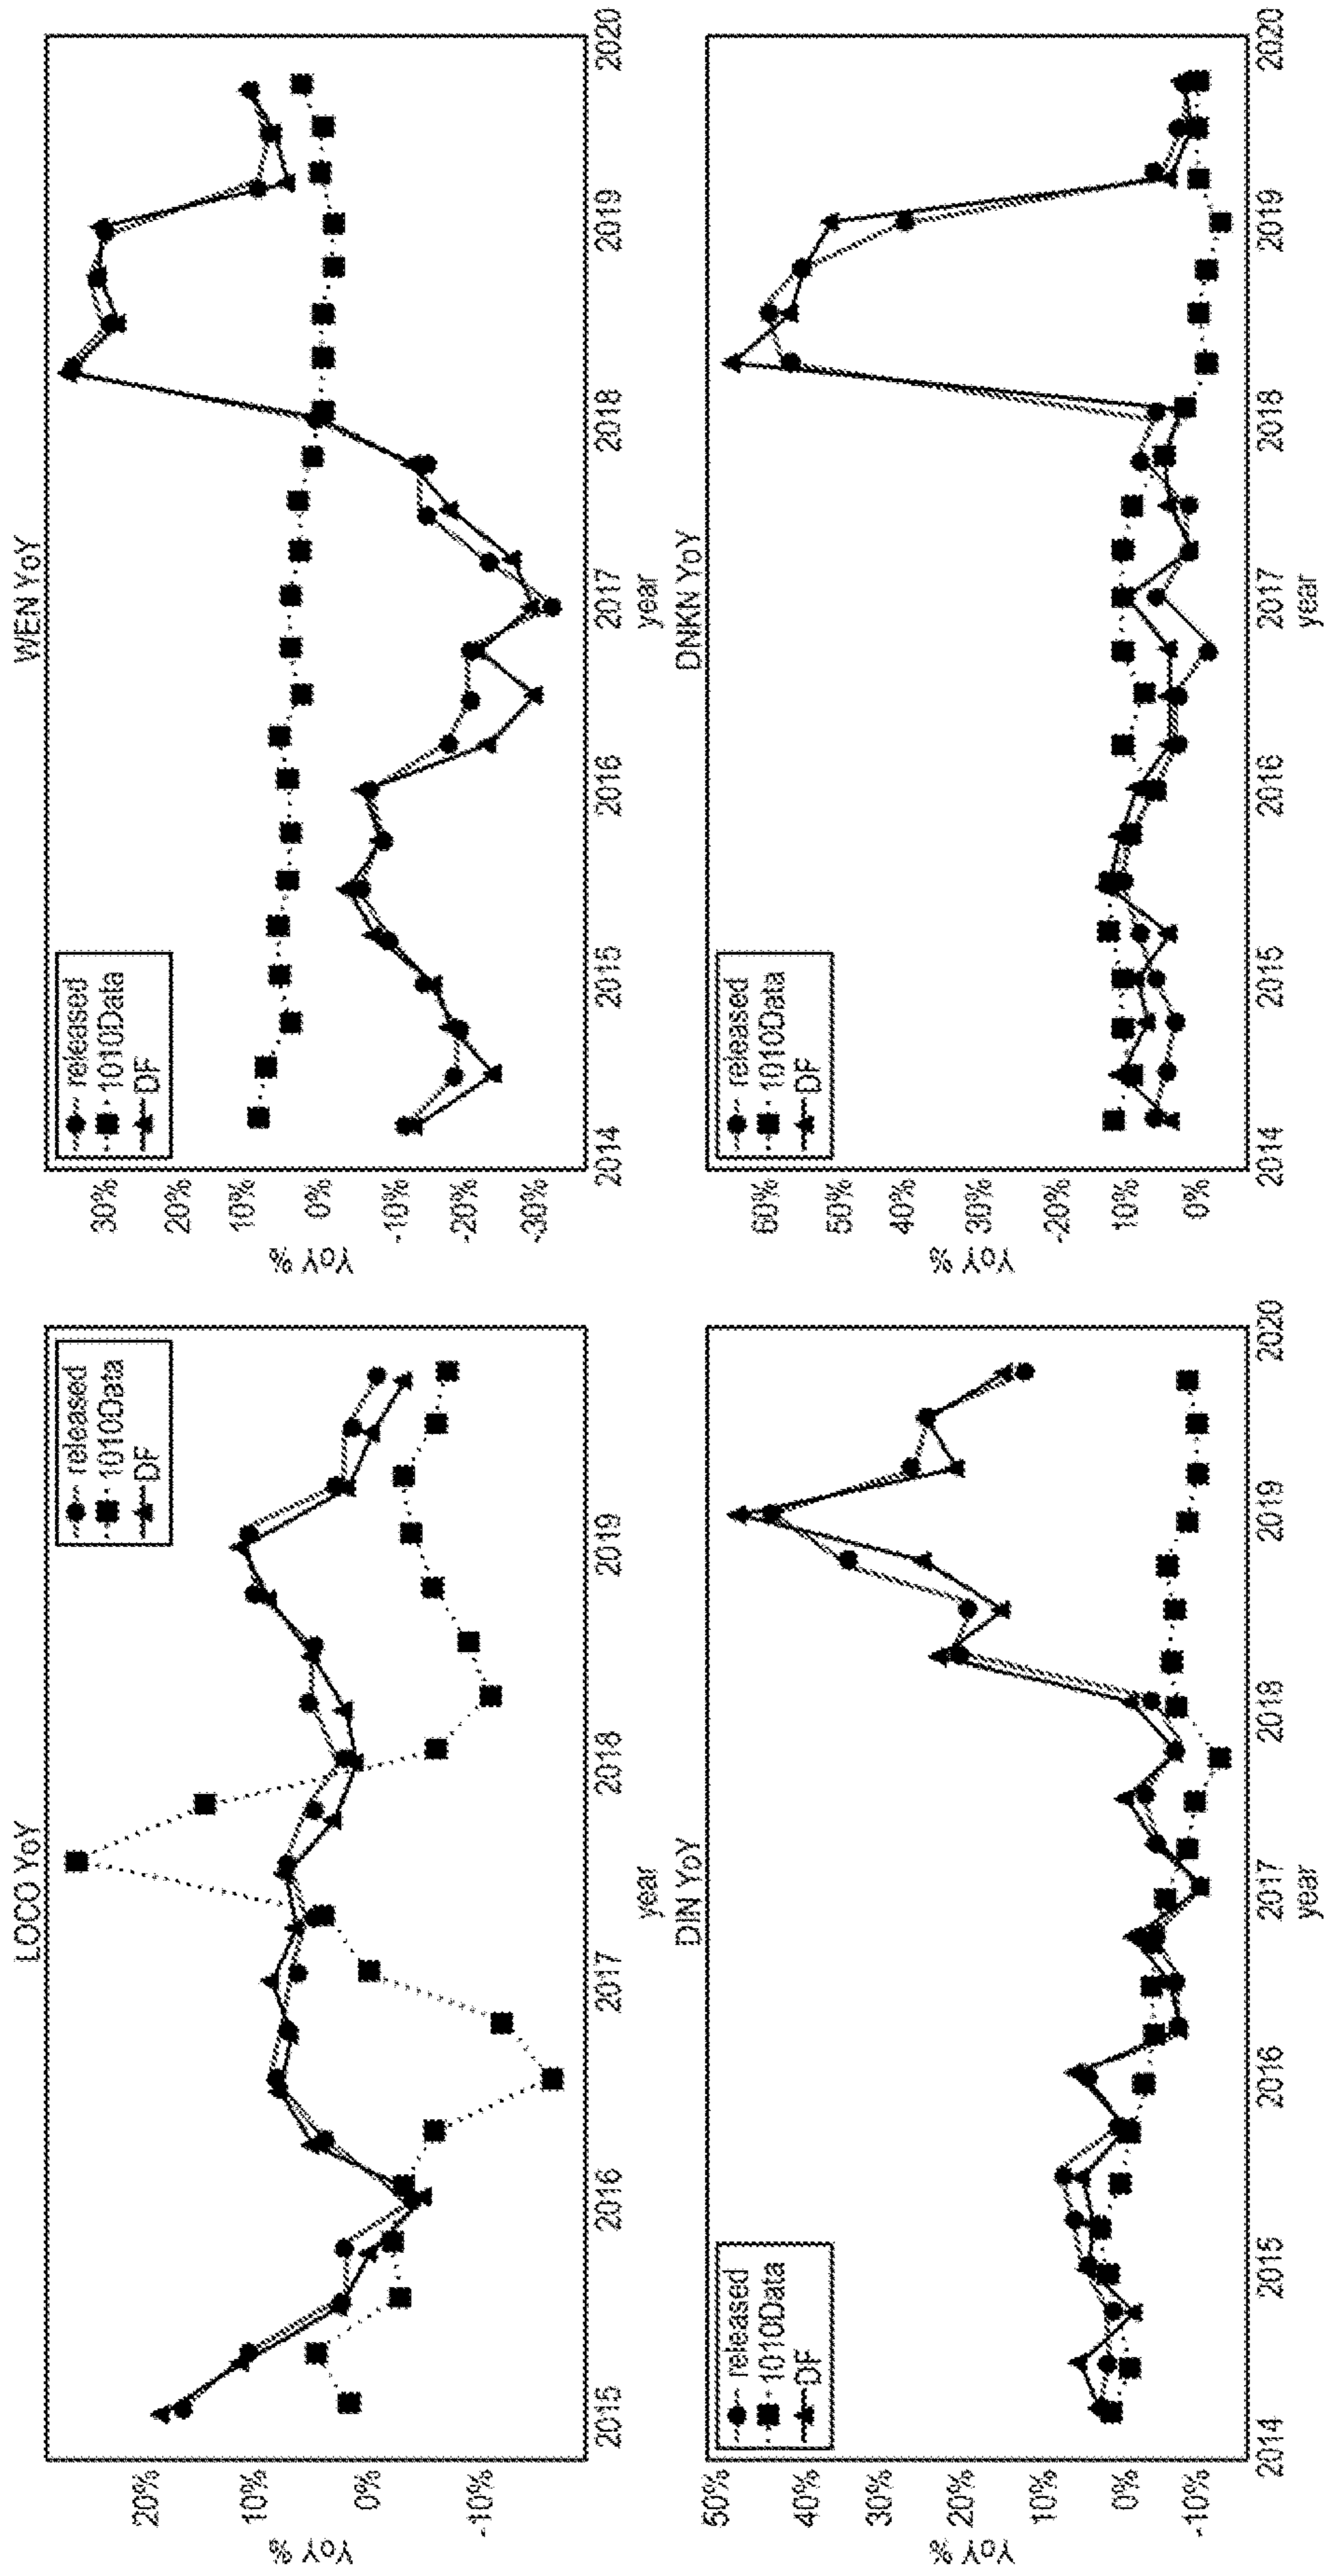 LOCO YoY
released
1010Data
DF
20%
10%
0%
-10%
YoY %
2015
2016
2017
2018
2019
year
WEN YoY
released
1010Data
DF
30%
20%
10%
0%
-10%
-20%
-30%
YoY %
2014
2015
2016
2017
2018
2019
2020
year
DIN YoY
released
1010Data
DF
50%
40%
30%
20%
10%
0%
-10%
YoY %
2014
2015
2016
2017
2018
2019
2020
year
DNKN YoY
released
1010Data
DF
60%
50%
40%
30%
-20%
10%
0%
YoY %
2014
2015
2016
2017
2018
2019
2020
year